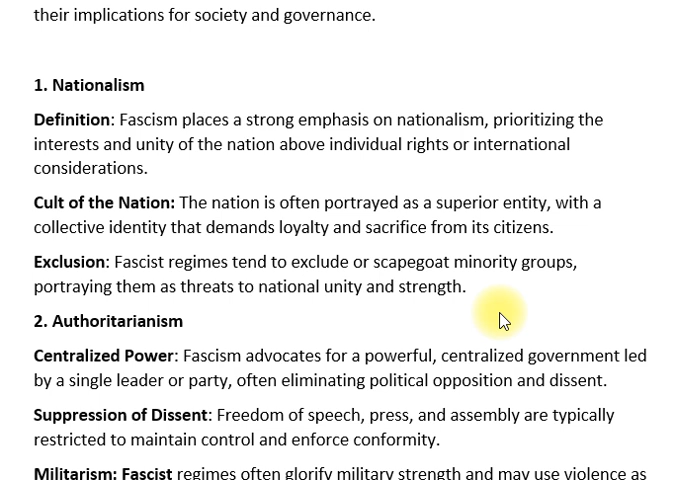 their implications for society and governance.
1. Nationalism
Definition: Fascism places a strong emphasis on nationalism, prioritizing the
interests and unity of the nation above individual rights or international
considerations.
Cult of the Nation: The nation is often portrayed as a superior entity, with a
collective identity that demands loyalty and sacrifice from its citizens.
Exclusion: Fascist regimes tend to exclude or scapegoat minority groups,
portraying them as threats to national unity and strength.
2. Authoritarianism
Centralized Power: Fascism advocates for a powerful, centralized government led
by a single leader or party, often eliminating political opposition and dissent.
Suppression of Dissent: Freedom of speech, press, and assembly are typically
restricted to maintain control and enforce conformity.
Militarism: Fascist regimes often glorify military strength and may use violence as